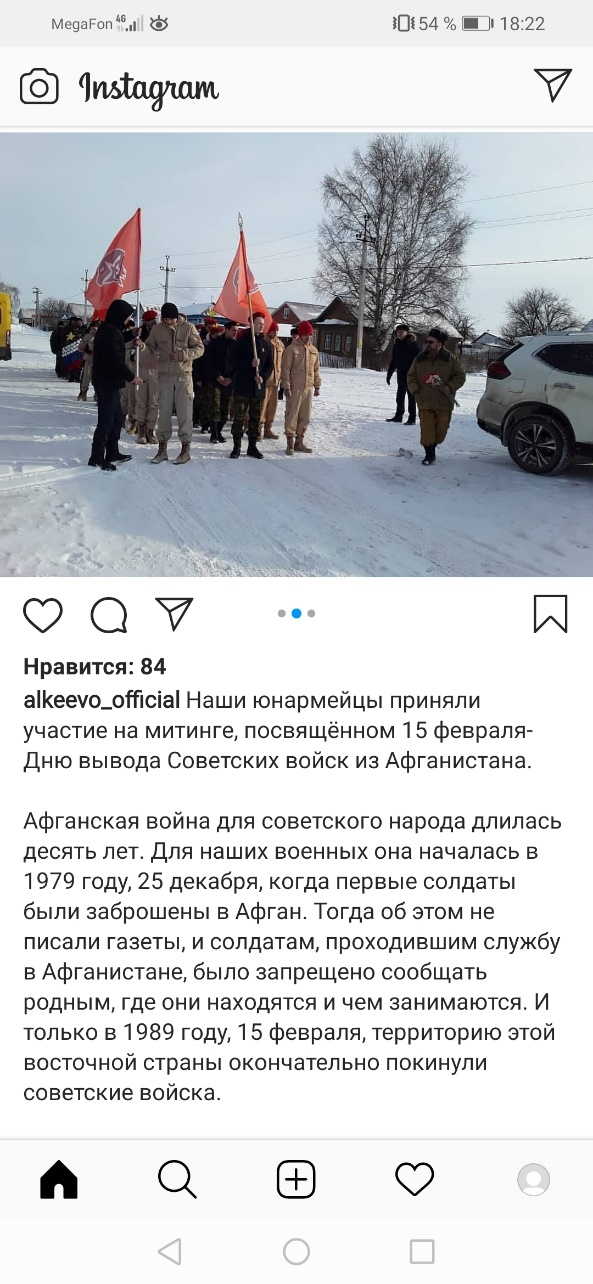 MegaFon 4G 54 % 18:22
Instagram
Нравится: 84
alkeevo_official Наши юнармейцы приняли
участие на митинге, посвящённом 15 февраля-
Дню вывода Советских войск из Афганистана.
Афганская война для советского народа длилась
десять лет. Для наших военных она началась в
1979 году, 25 декабря, когда первые солдаты
были заброшены в Афган. Тогда об этом не
писали газеты, и солдатам, проходившим службу
в Афганистане, было запрещено сообщать
родным, где они находятся и чем занимаются. И
только в 1989 году, 15 февраля, территорию этой
восточной страны окончательно покинули
советские войска.